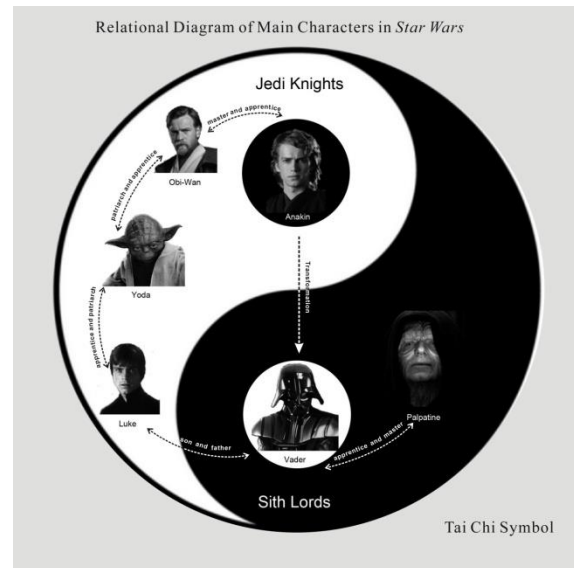 Relational Diagram of Main Characters in Star Wars
Jedi Knights
master and apprentice
Obi-Wan
Anakin
patriarch and apprentice
Yoda
Transformation
apprentice and patriarch
Luke
Palpatine
son and father
Vader
apprentice and master
Sith Lords
Tai Chi Symbol